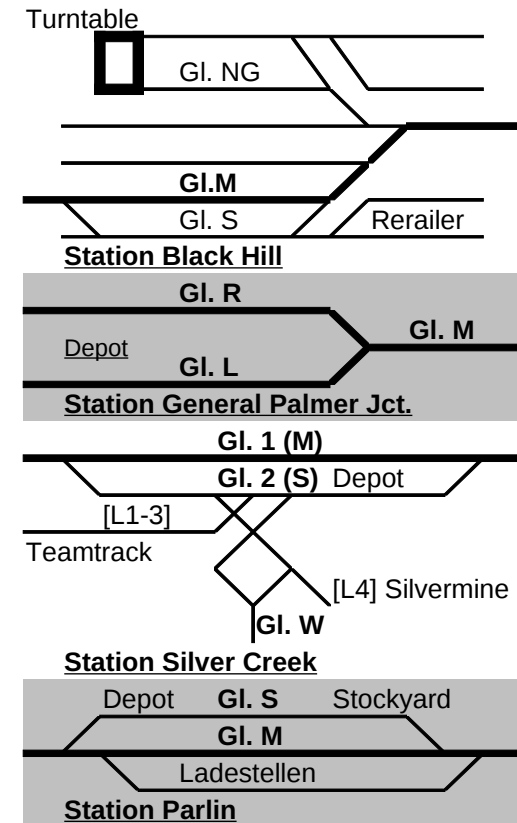 Turntable
Gl. NG
Gl.M
Gl. S Rerailer
Station Black Hill
Gl. R
Gl. M
Depot
Gl. L
Station General Palmer Jct.
Gl. 1 (M)
Gl. 2 (S) Depot
[L1-3]
Teamtrack
[L4] Silvermine
Gl. W
Station Silver Creek
Depot Gl. S Stockyard
Gl. M
Ladestellen
Station Parlin